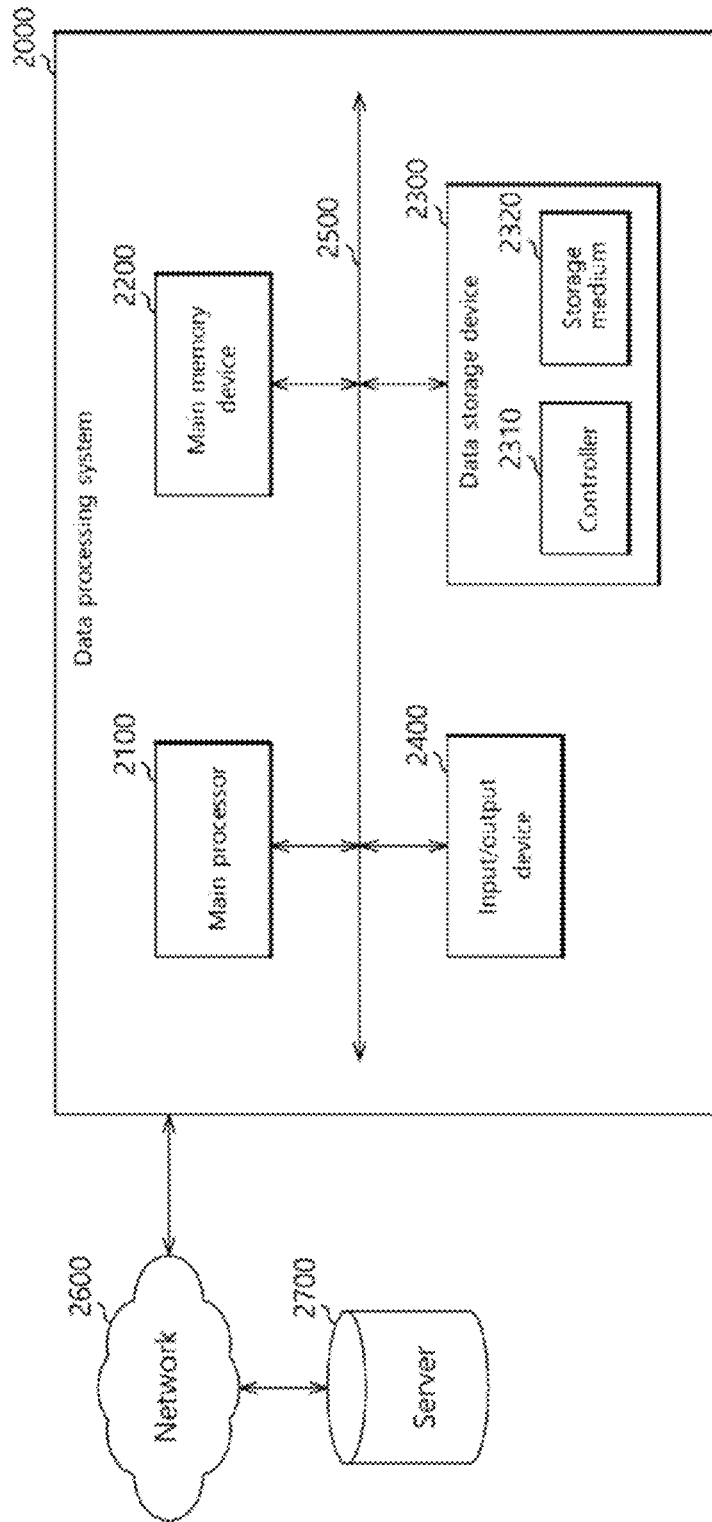 2000
Data processing system
2100
Main processor
2200
Main memory
device
2500
2400
Input/output
device
2300
Data storage device
2310
Controller
2320
Storage
medium
2600
Network
2700
Server